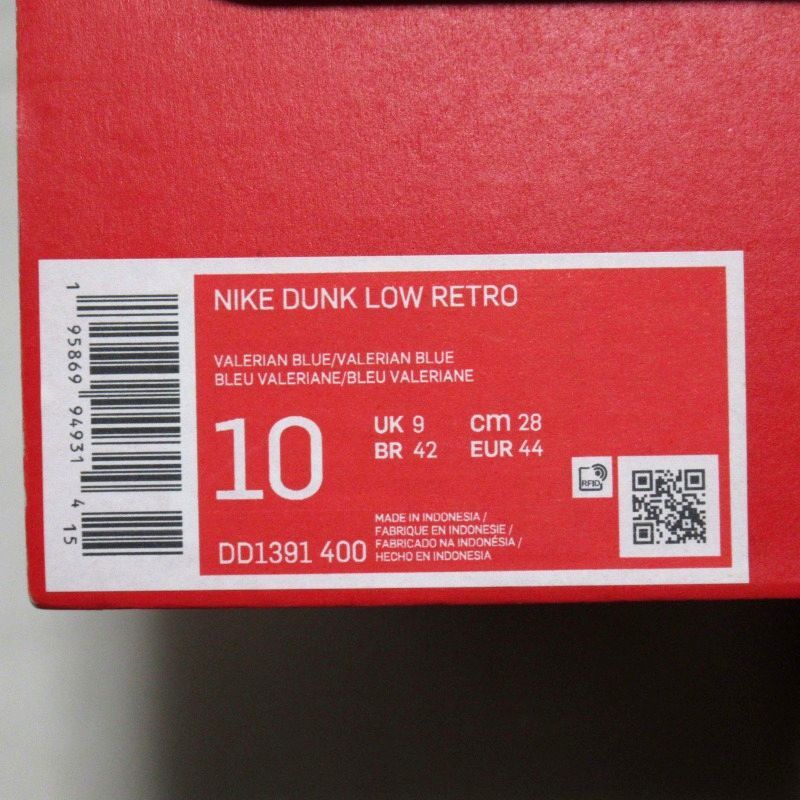 NIKE DUNK LOW RETRO
VALERIAN BLUE/VALERIAN BLUE
BLEU VALERIANE/BLEU VALERIANE
10
UK 9 cm 28
BR 42 EUR 44
RFID
DD1391 400
MADE IN INDONESIA /
FABRIQUE EN INDONESIE /
FABRICADO NA INDONÉSIA /
HECHO EN INDONESIA
1 95869 94931 4 15